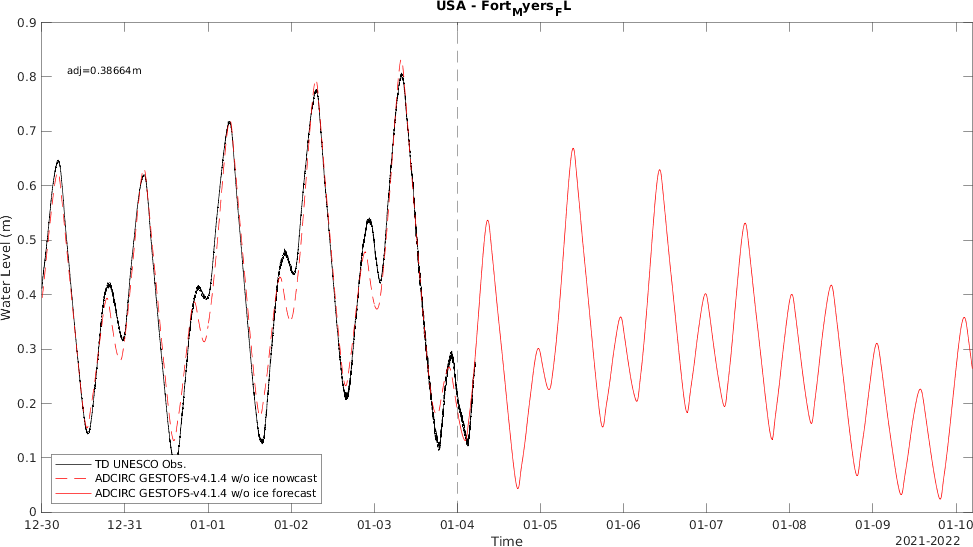 USA - Fort_Myers_FL
0.9
adj=0.38664m
0.8
0.7
0.6
0.5
Water Level (m)
0.4
0.3
0.2
0.1
0
TD UNESCO Obs.
ADCIRC GESTOFS-v4.1.4 w/o ice nowcast
ADCIRC GESTOFS-v4.1.4 w/o ice forecast
12-30 12-31 01-01 01-02 01-03 01-04 01-05 01-06 01-07 01-08 01-09 01-10
Time
2021-2022